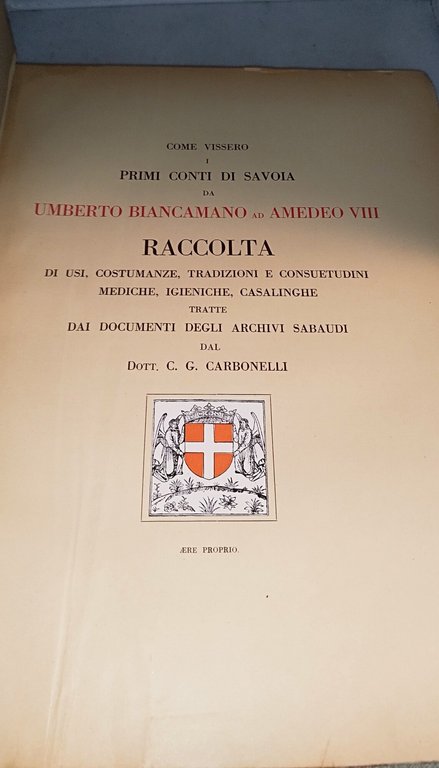 COME VISSERO
I
PRIMI CONTI DI SAVOIA
DA
UMBERTO BIANCAMANO AD AMEDEO VIII
RACCOLTA
DI USI, COSTUMANZE, TRADIZIONI E CONSUETUDINI
MEDICHE, IGIENICHE, CASALINGHE
TRATTE
DAI DOCUMENTI DEGLI ARCHIVI SABAUDI
DAL
DOTT. C. G. CARBONELLI
ÆRE PROPRIO.